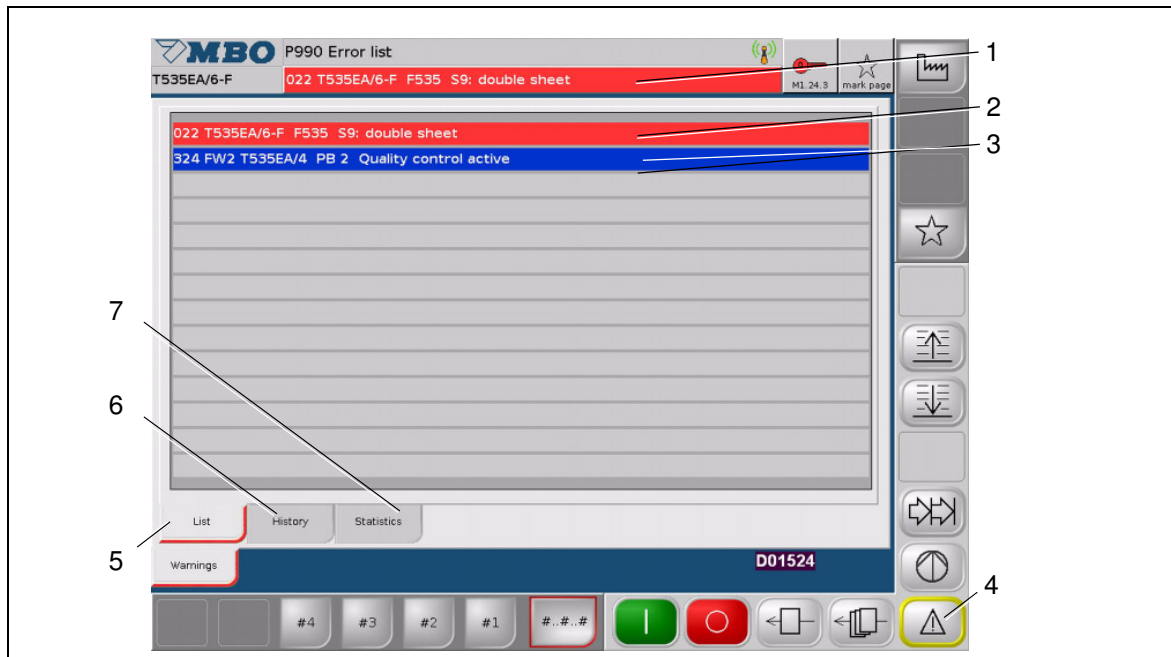 MBO P990 Error list
T535EA/6-F 022 T535EA/6-F F535 S9: double sheet
M1.24.3 mark page
1
022 T535EA/6-F F535 S9: double sheet
2
324 FW2 T535EA/4 PB 2 Quality control active
3
7
6
List History Statistics
5
Warnings D01524
4
#4 #3 #2 #1 #..#..#